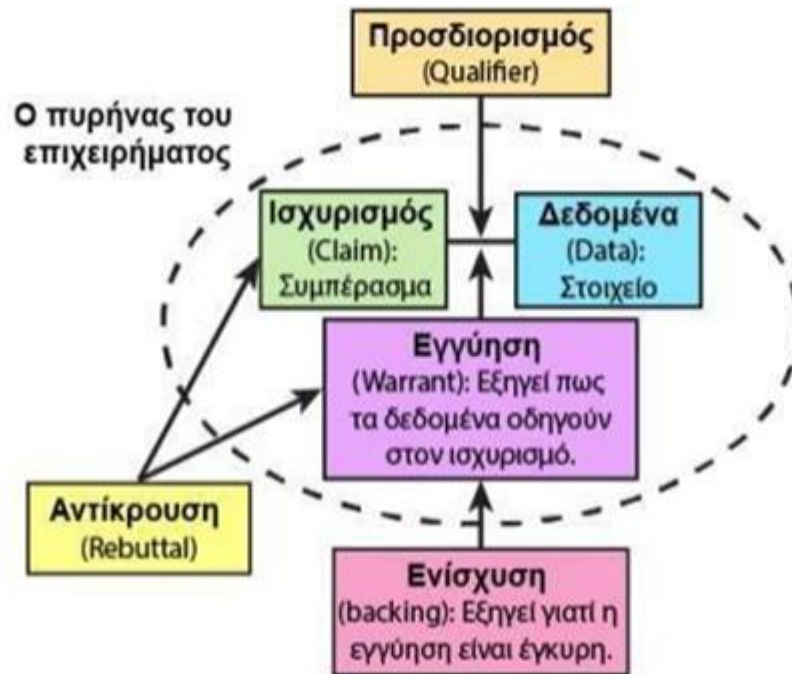 Προσδιορισμός
(Qualifier)
Ο πυρήνας του
επιχειρήματος
Ισχυρισμός
(Claim):
Συμπέρασμα
Δεδομένα
(Data):
Στοιχείο
Εγγύηση
(Warrant): Εξηγεί πως
τα δεδομένα οδηγούν
στον ισχυρισμό.
Αντίκρουση
(Rebuttal)
Ενίσχυση
(backing): Εξηγεί γιατί η
εγγύηση είναι έγκυρη.